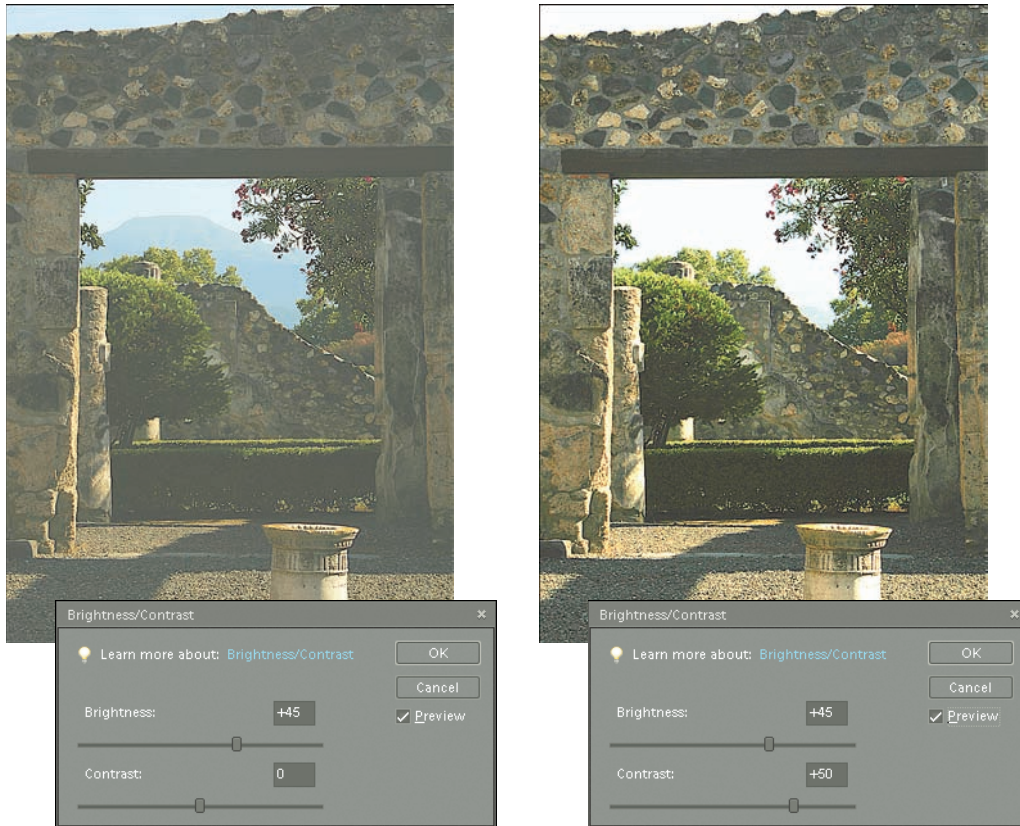 Brightness/Contrast ×
Learn more about: Brightness/Contrast
OK
Cancel
Brightness: +45
Preview
Contrast: 0
Brightness/Contrast ×
Learn more about: Brightness/Contrast
OK
Cancel
Brightness: +45
Preview
Contrast: +50